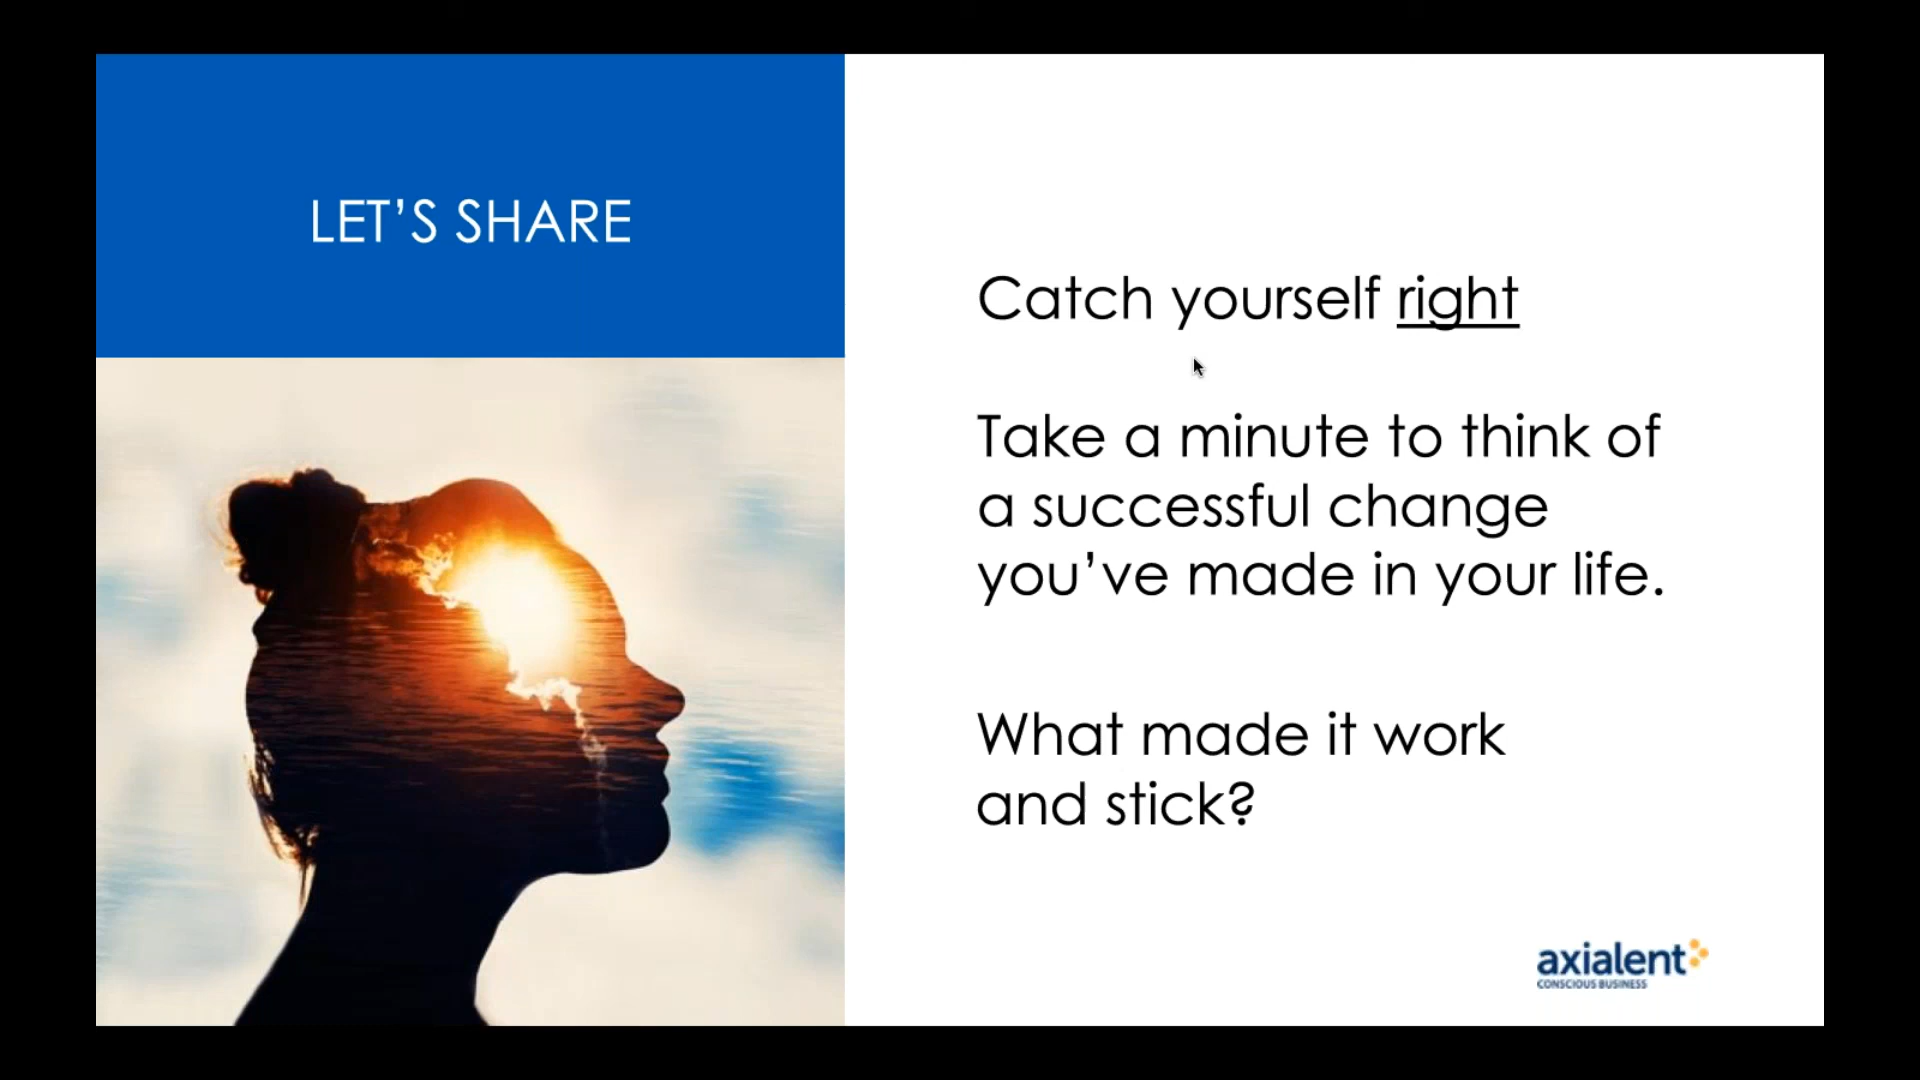 LET’S SHARE
Catch yourself right
Take a minute to think of
a successful change
you’ve made in your life.
What made it work
and stick?
axialent
CONSCIOUS BUSINESS